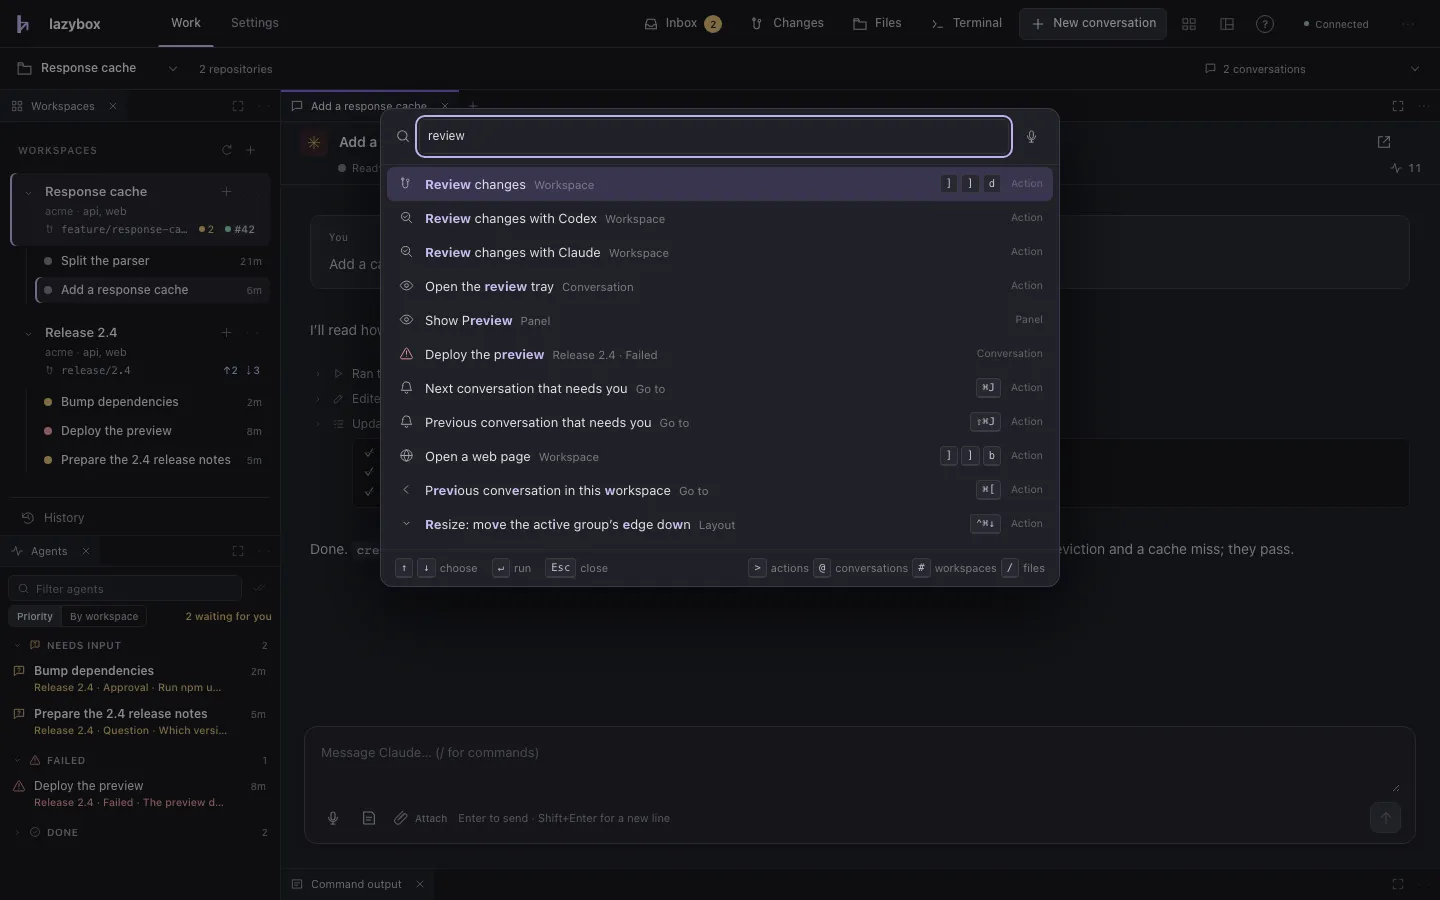 lazybox
Work
Settings
Inbox 2
Changes
Files
Terminal
New conversation
?
Connected
Response cache
2 repositories
2 conversations
Workspaces
Add a response cache
WORKSPACES
Response cache
acme · api, web
feature/response-ca… 2 #42
Split the parser 21m
Add a response cache 6m
Release 2.4
acme · api, web
release/2.4 ↑2 ↓3
Bump dependencies 2m
Deploy the preview 8m
Prepare the 2.4 release notes 5m
History
Agents
Filter agents
Priority
By workspace
2 waiting for you
NEEDS INPUT 2
Bump dependencies 2m
Release 2.4 · Approval · Run npm u…
Prepare the 2.4 release notes 5m
Release 2.4 · Question · Which versi…
FAILED 1
Deploy the preview 8m
Release 2.4 · Failed · The preview d…
DONE 2
Add a
11
You
Add a
I'll read
Ran
Done.
eviction and a cache miss; they pass.
review
Review changes Workspace ] ] d Action
Review changes with Codex Workspace Action
Review changes with Claude Workspace Action
Open the review tray Conversation Action
Show Preview Panel Panel
Deploy the preview Release 2.4 · Failed Conversation
Next conversation that needs you Go to ⌘J Action
Previous conversation that needs you Go to ⇧⌘J Action
Open a web page Workspace ] ] b Action
Previous conversation in this workspace Go to ⌘[ Action
Resize: move the active group's edge down Layout ⌃⌘↓ Action
↑ ↓ choose ↵ run Esc close > actions @ conversations # workspaces / files
Message Claude… (/ for commands)
Attach
Enter to send · Shift+Enter for a new line
Command output